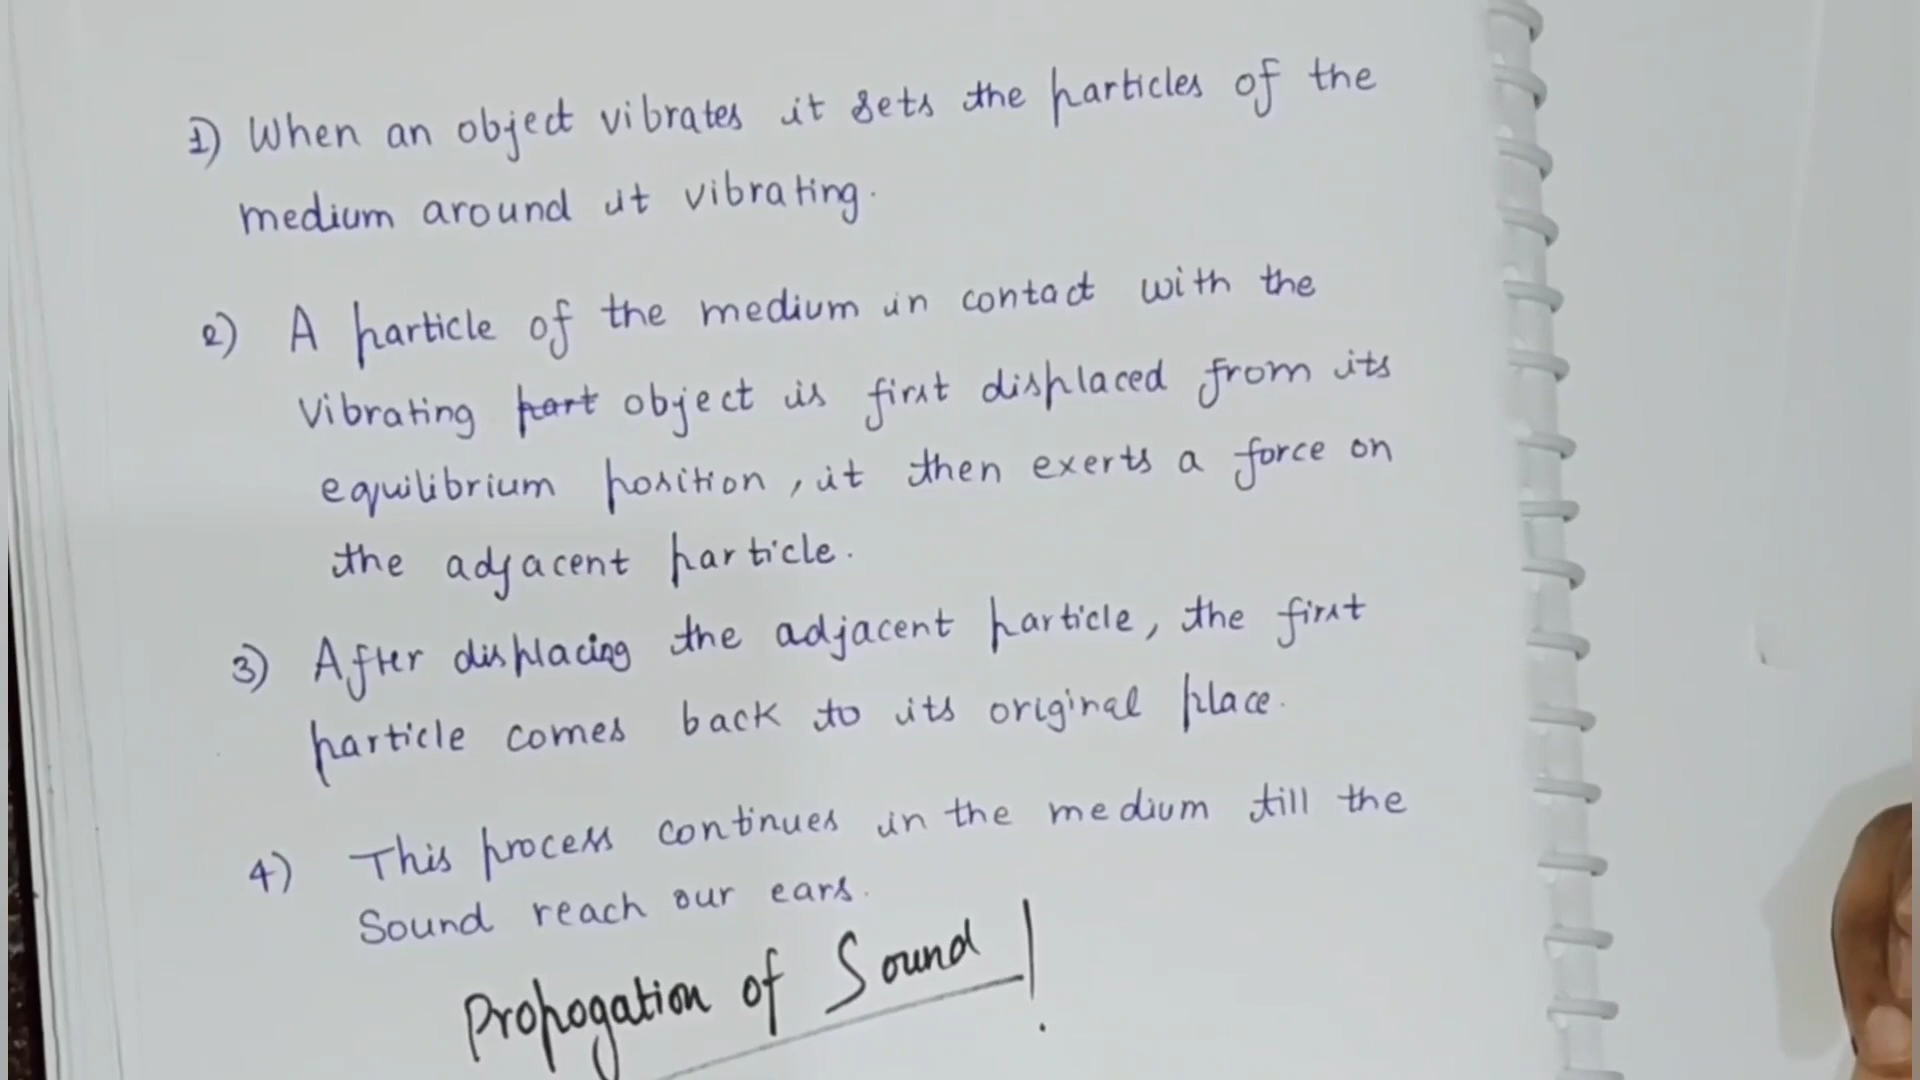 1) When an object vibrates it sets the particles of the
medium around it vibrating.
2) A particle of the medium in contact with the
vibrating part object is first displaced from its
equilibrium position, it then exerts a force on
the adjacent particle.
3) After displacing the adjacent particle, the first
particle comes back to its original place.
4) This process continues in the medium till the
Sound reach our ears.
Propogation of Sound!